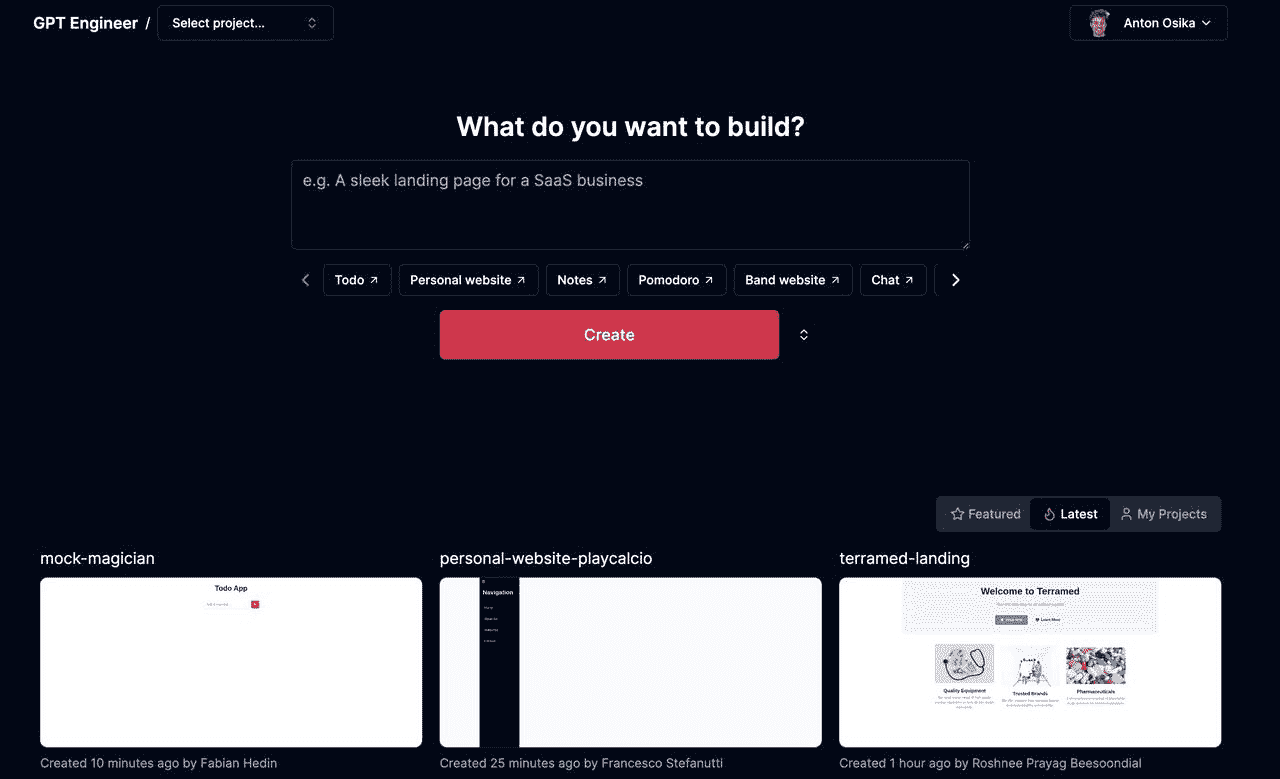 GPT Engineer / Select project... Anton Osika
What do you want to build?
e.g. A sleek landing page for a SaaS business
Todo Personal website Notes Pomodoro Band website Chat
Create
Featured Latest My Projects
mock-magician personal-website-playcalcio terramed-landing
Todo App
Navigation
Welcome to Terramed
Quality Equipment Trusted Brands Pharmaceuticals
Created 10 minutes ago by Fabian Hedin Created 25 minutes ago by Francesco Stefanutti Created 1 hour ago by Roshnee Prayag Beesoondial